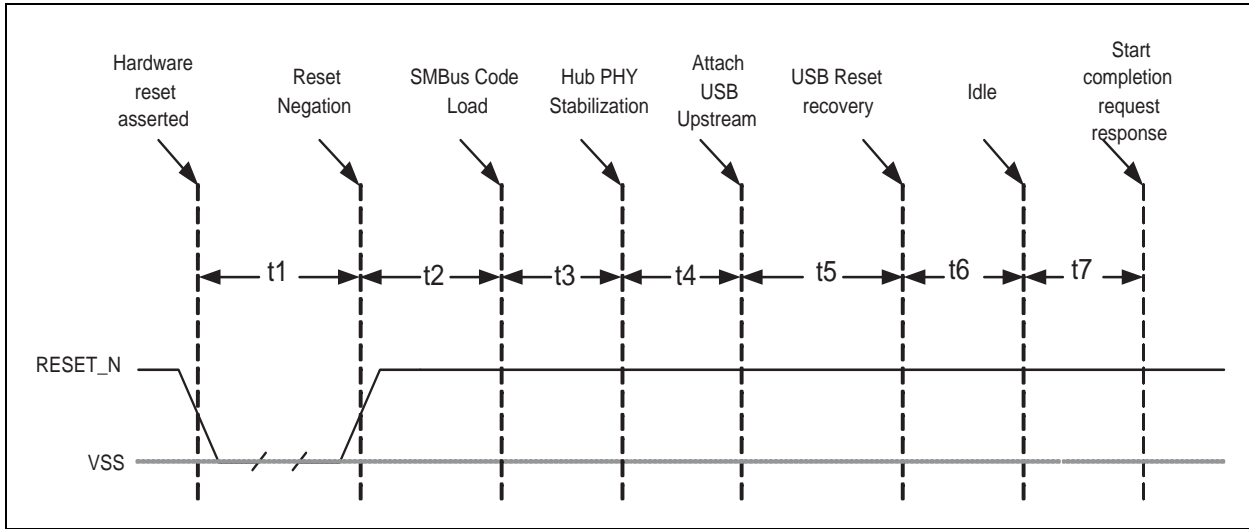 Hardware
reset
asserted
Reset
Negation
SMBus Code
Load
Hub PHY
Stabilization
Attach
USB
Upstream
USB Reset
recovery
Idle
Start
completion
request
response
t1
t2
t3
t4
t5
t6
t7
RESET_N
VSS